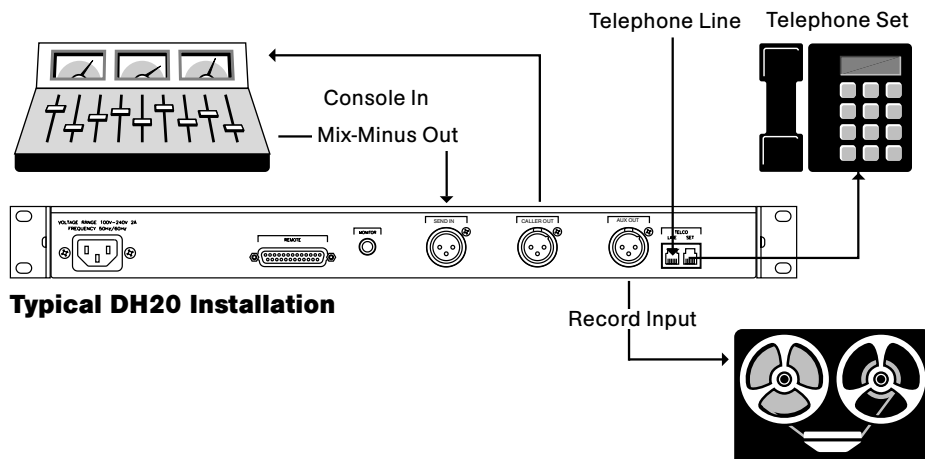 Telephone Line
Telephone Set
Console In
Mix-Minus Out
VOLTAGE RANGE 100V-240V 2A
FREQUENCY 50Hz/60Hz
REMOTE
MONITOR
SEND IN
CALLER OUT
AUX OUT
TELCO
LINE SET
Typical DH20 Installation
Record Input